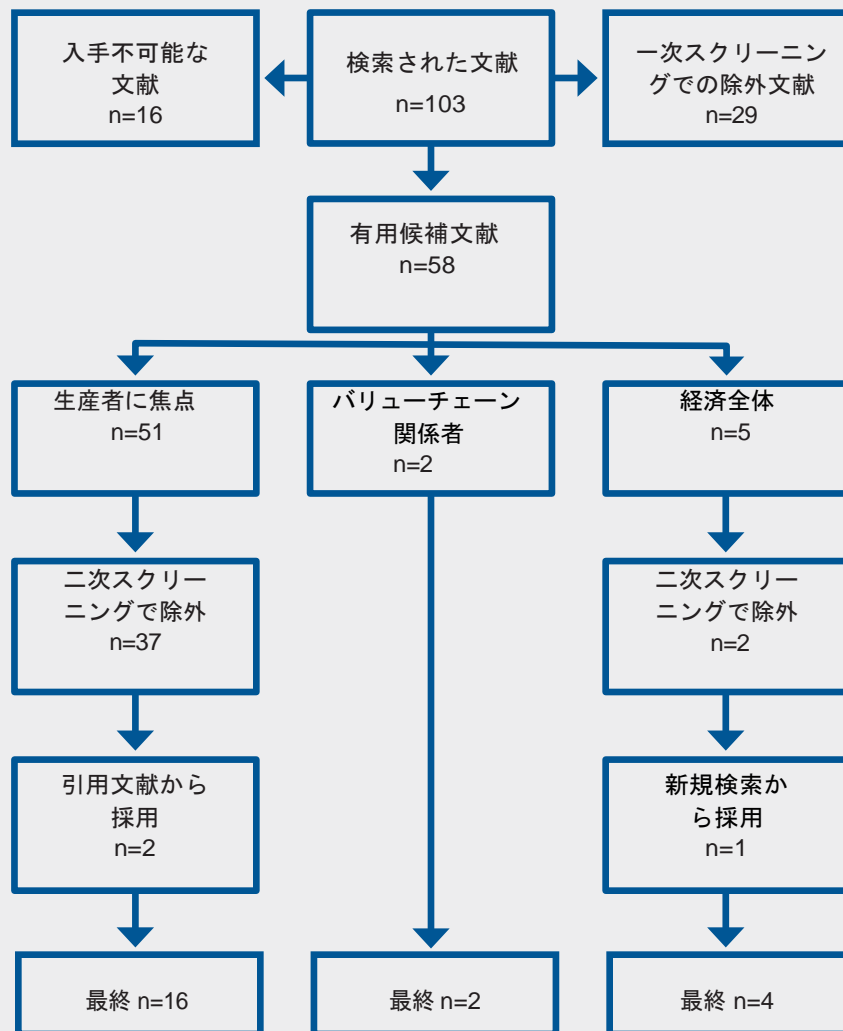 入手不可能な
文献
n=16
検索された文献
n=103
一次スクリーニン
グでの除外文献
n=29
有用候補文献
n=58
生産者に焦点
n=51
バリューチェーン
関係者
n=2
経済全体
n=5
二次スクリー
ニングで除外
n=37
二次スクリー
ニングで除外
n=2
引用文献から
採用
n=2
新規検索か
ら採用
n=1
最終 n=16
最終 n=2
最終 n=4